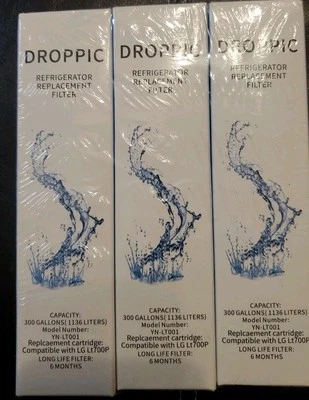 DROPPIC
REFRIGERATOR
REPLACEMENT
FILTER
CAPACITY:
300 GALLONS(1136 LITERS)
Model Number:
YN-LT001
Replcaement cartridge:
Compatible with LG Lt700P
LONG LIFE FILTER:
6 MONTHS
DROPPIC
REFRIGERATOR
REPLACEMENT
FILTER
CAPACITY:
300 GALLONS(1136 LITERS)
Model Number:
YN-LT001
Replcaement cartridge:
Compatible with LG Lt700P
LONG LIFE FILTER:
6 MONTHS
DROPPIC
REFRIGERATOR
REPLACEMENT
FILTER
CAPACITY:
300 GALLONS(1136 LITERS)
Model Number:
YN-LT001
Replcaement cartridge:
Compatible with LG Lt700P
LONG LIFE FILTER:
6 MONTHS